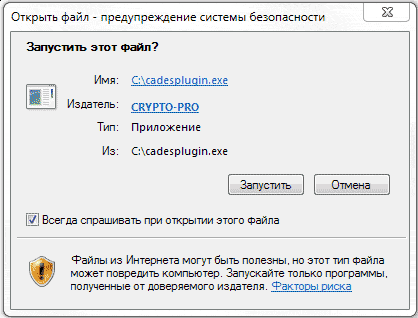 Открыть файл - предупреждение системы безопасности
Запустить этот файл?
Имя: C:\cadesplugin.exe
Издатель: CRYPTO-PRO
Тип: Приложение
Из: C:\cadesplugin.exe
Запустить Отмена
Всегда спрашивать при открытии этого файла
Файлы из Интернета могут быть полезны, но этот тип файла
может повредить компьютер. Запускайте только программы,
полученные от доверяемого издателя. Факторы риска